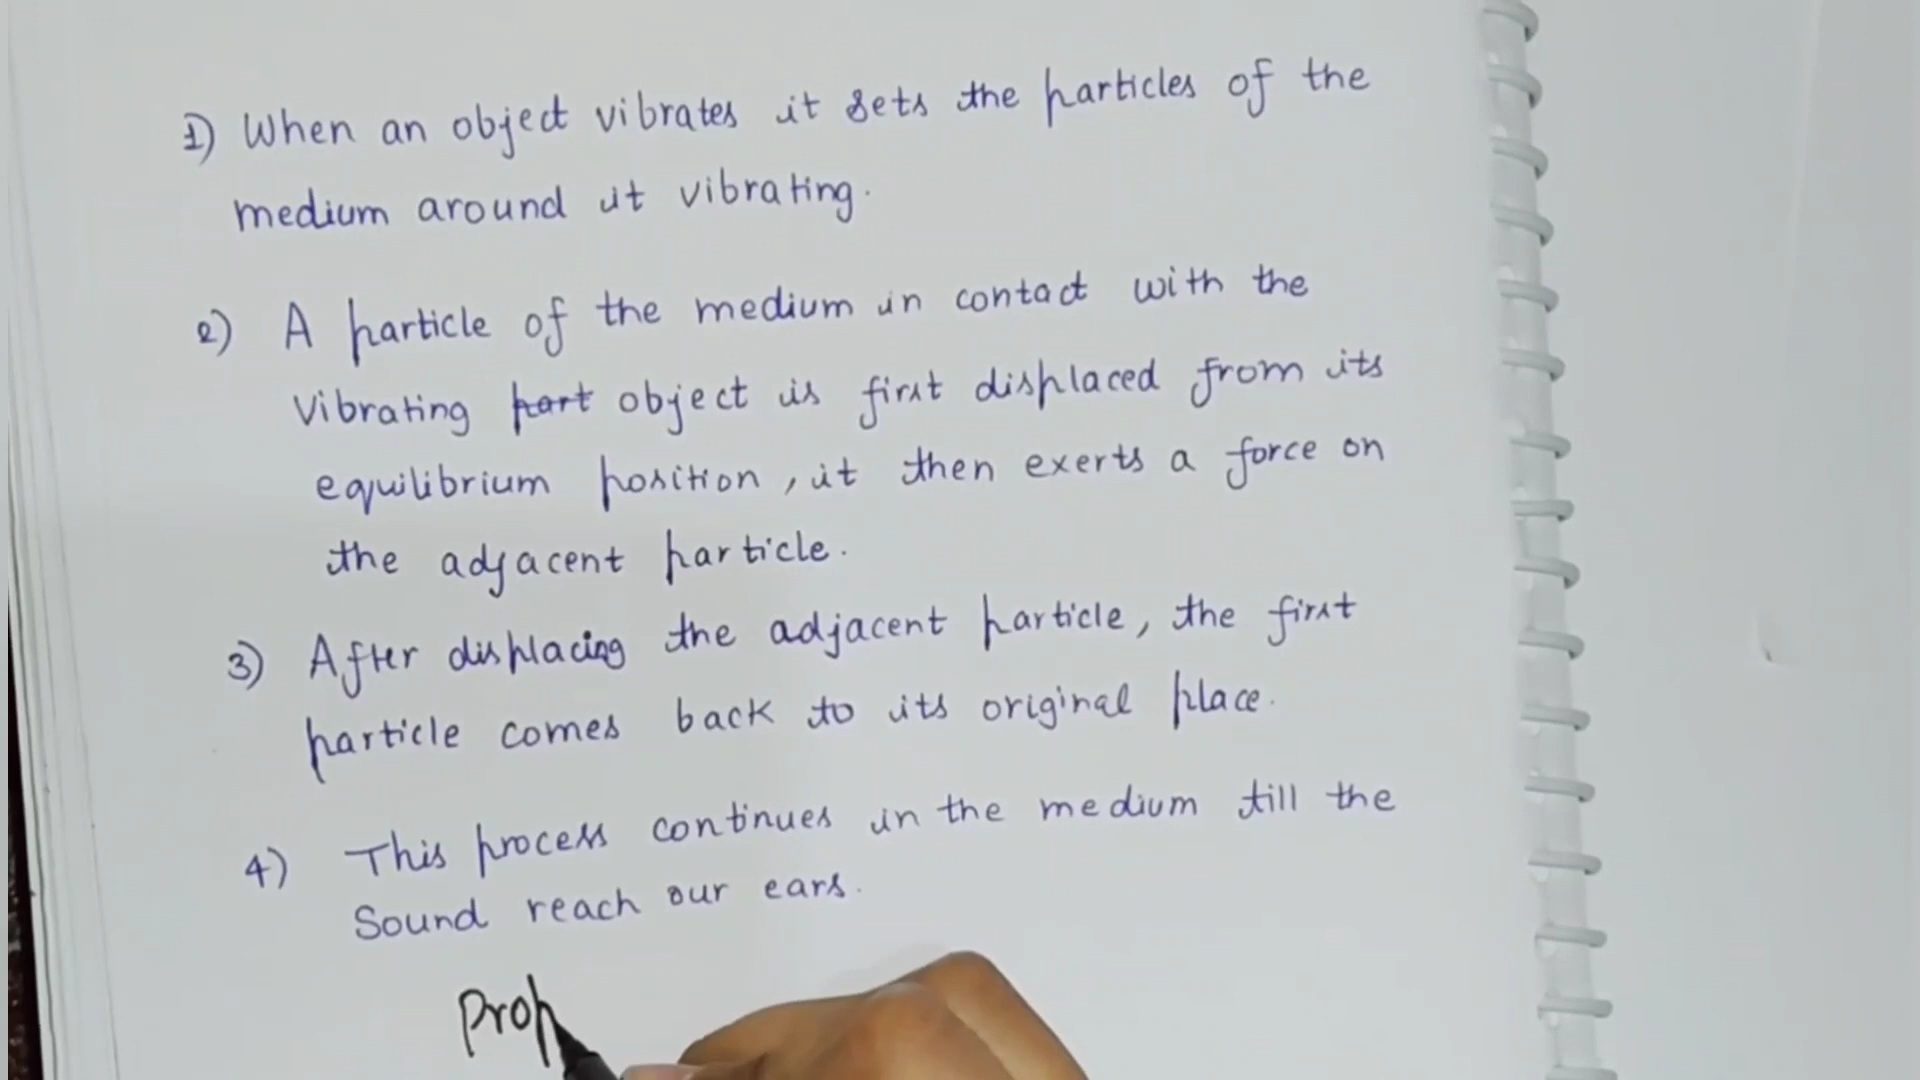 1) When an object vibrates it sets the particles of the
medium around it vibrating.
2) A particle of the medium in contact with the
vibrating part object is first displaced from its
equilibrium position, it then exerts a force on
the adjacent particle.
3) After displacing the adjacent particle, the first
particle comes back to its original place.
4) This process continues in the medium till the
Sound reach our ears.
Prop